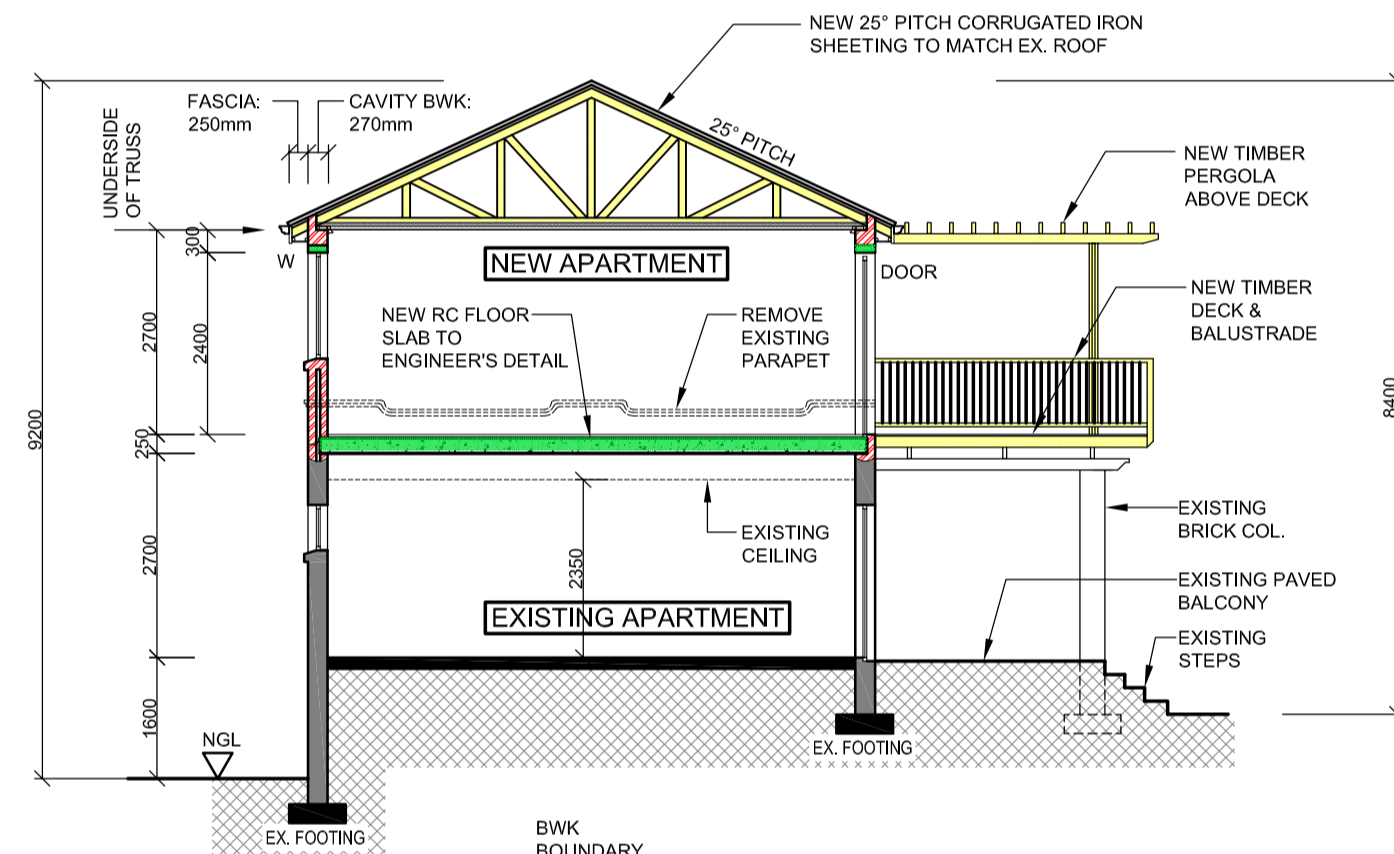 NEW 25° PITCH CORRUGATED IRON
SHEETING TO MATCH EX. ROOF
FASCIA:
250mm
CAVITY BWK:
270mm
UNDERSIDE
OF TRUSS
25° PITCH
NEW TIMBER
PERGOLA
ABOVE DECK
300
W
NEW APARTMENT
DOOR
NEW TIMBER
DECK &
BALUSTRADE
NEW RC FLOOR
SLAB TO
ENGINEER'S DETAIL
REMOVE
EXISTING
PARAPET
2700
2400
9200
8400
250
2700
2350
EXISTING
CEILING
EXISTING
BRICK COL.
EXISTING APARTMENT
EXISTING PAVED
BALCONY
EXISTING
STEPS
1600
NGL
EX. FOOTING
EX. FOOTING
BWK
BOUNDARY